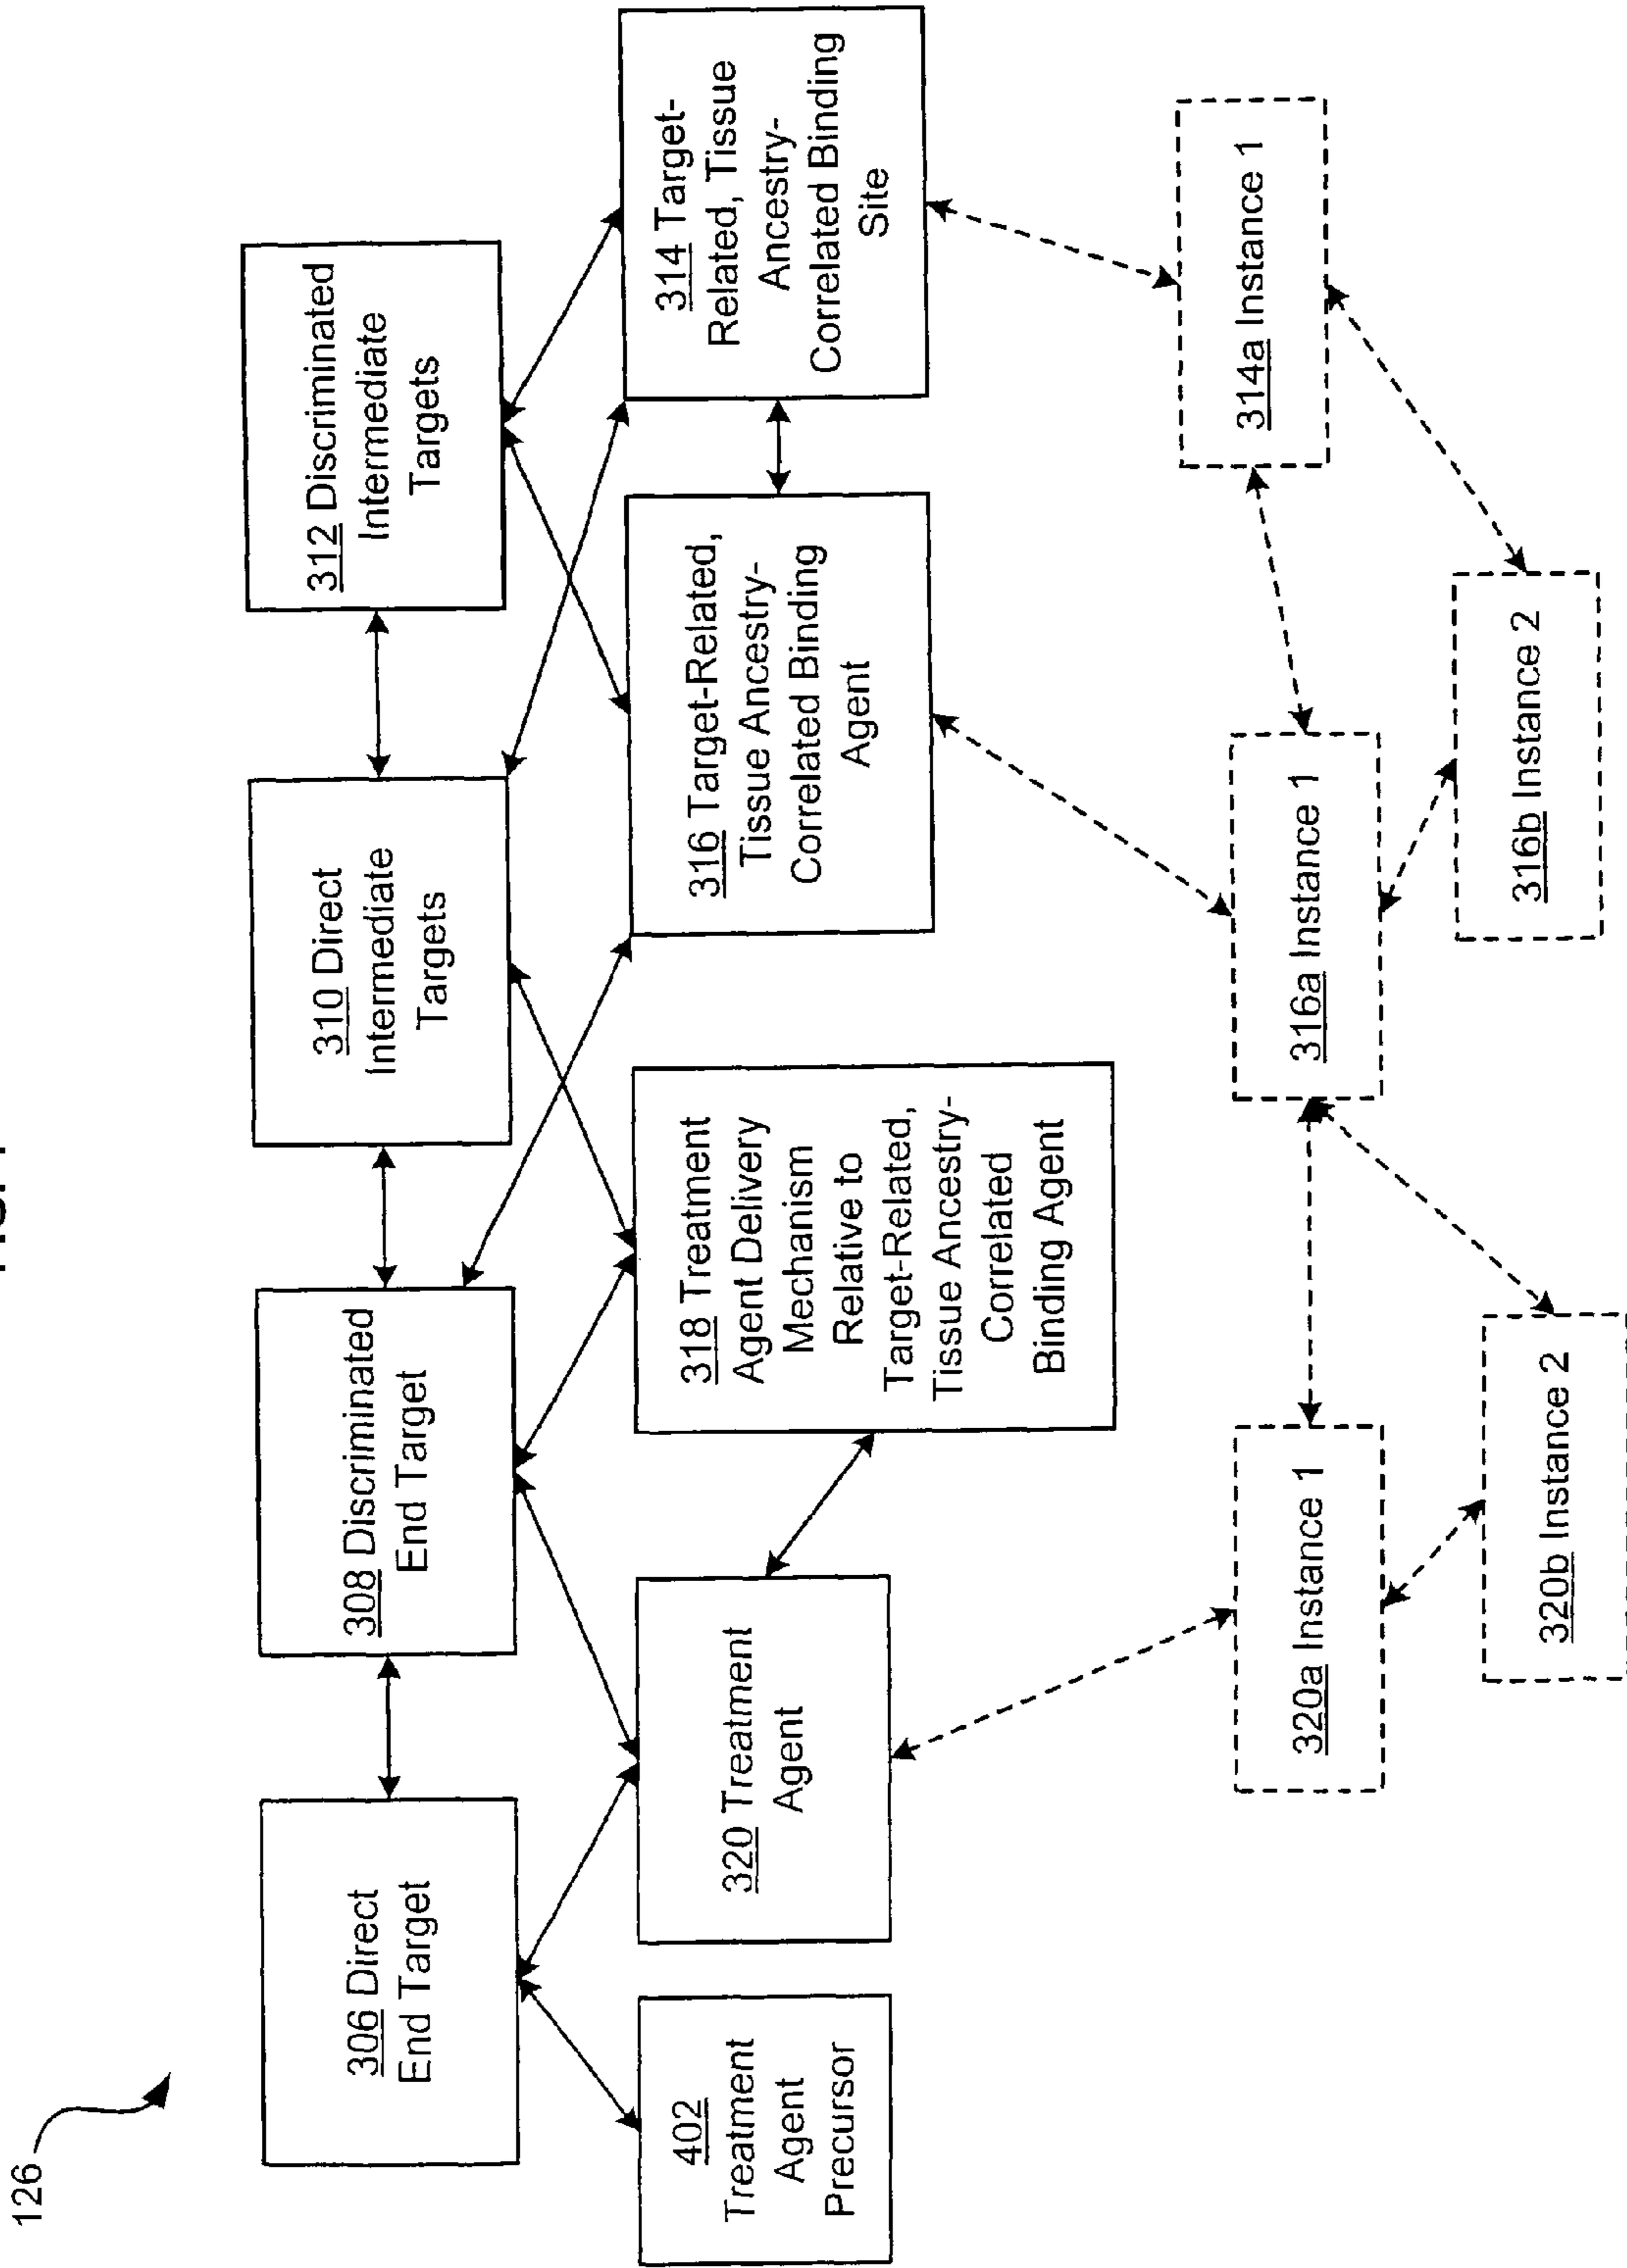 126
306 Direct
End Target
308 Discriminated
End Target
310 Direct
Intermediate
Targets
312 Discriminated
Intermediate
Targets
402
Treatment
Agent
Precursor
320 Treatment
Agent
318 Treatment
Agent Delivery
Mechanism
Relative to
Target-Related,
Tissue Ancestry-
Correlated
Binding Agent
316 Target-Related,
Tissue Ancestry-
Correlated Binding
Agent
314 Target-
Related, Tissue
Ancestry-
Correlated Binding
Site
320a Instance 1
316a Instance 1
314a Instance 1
320b Instance 2
316b Instance 2